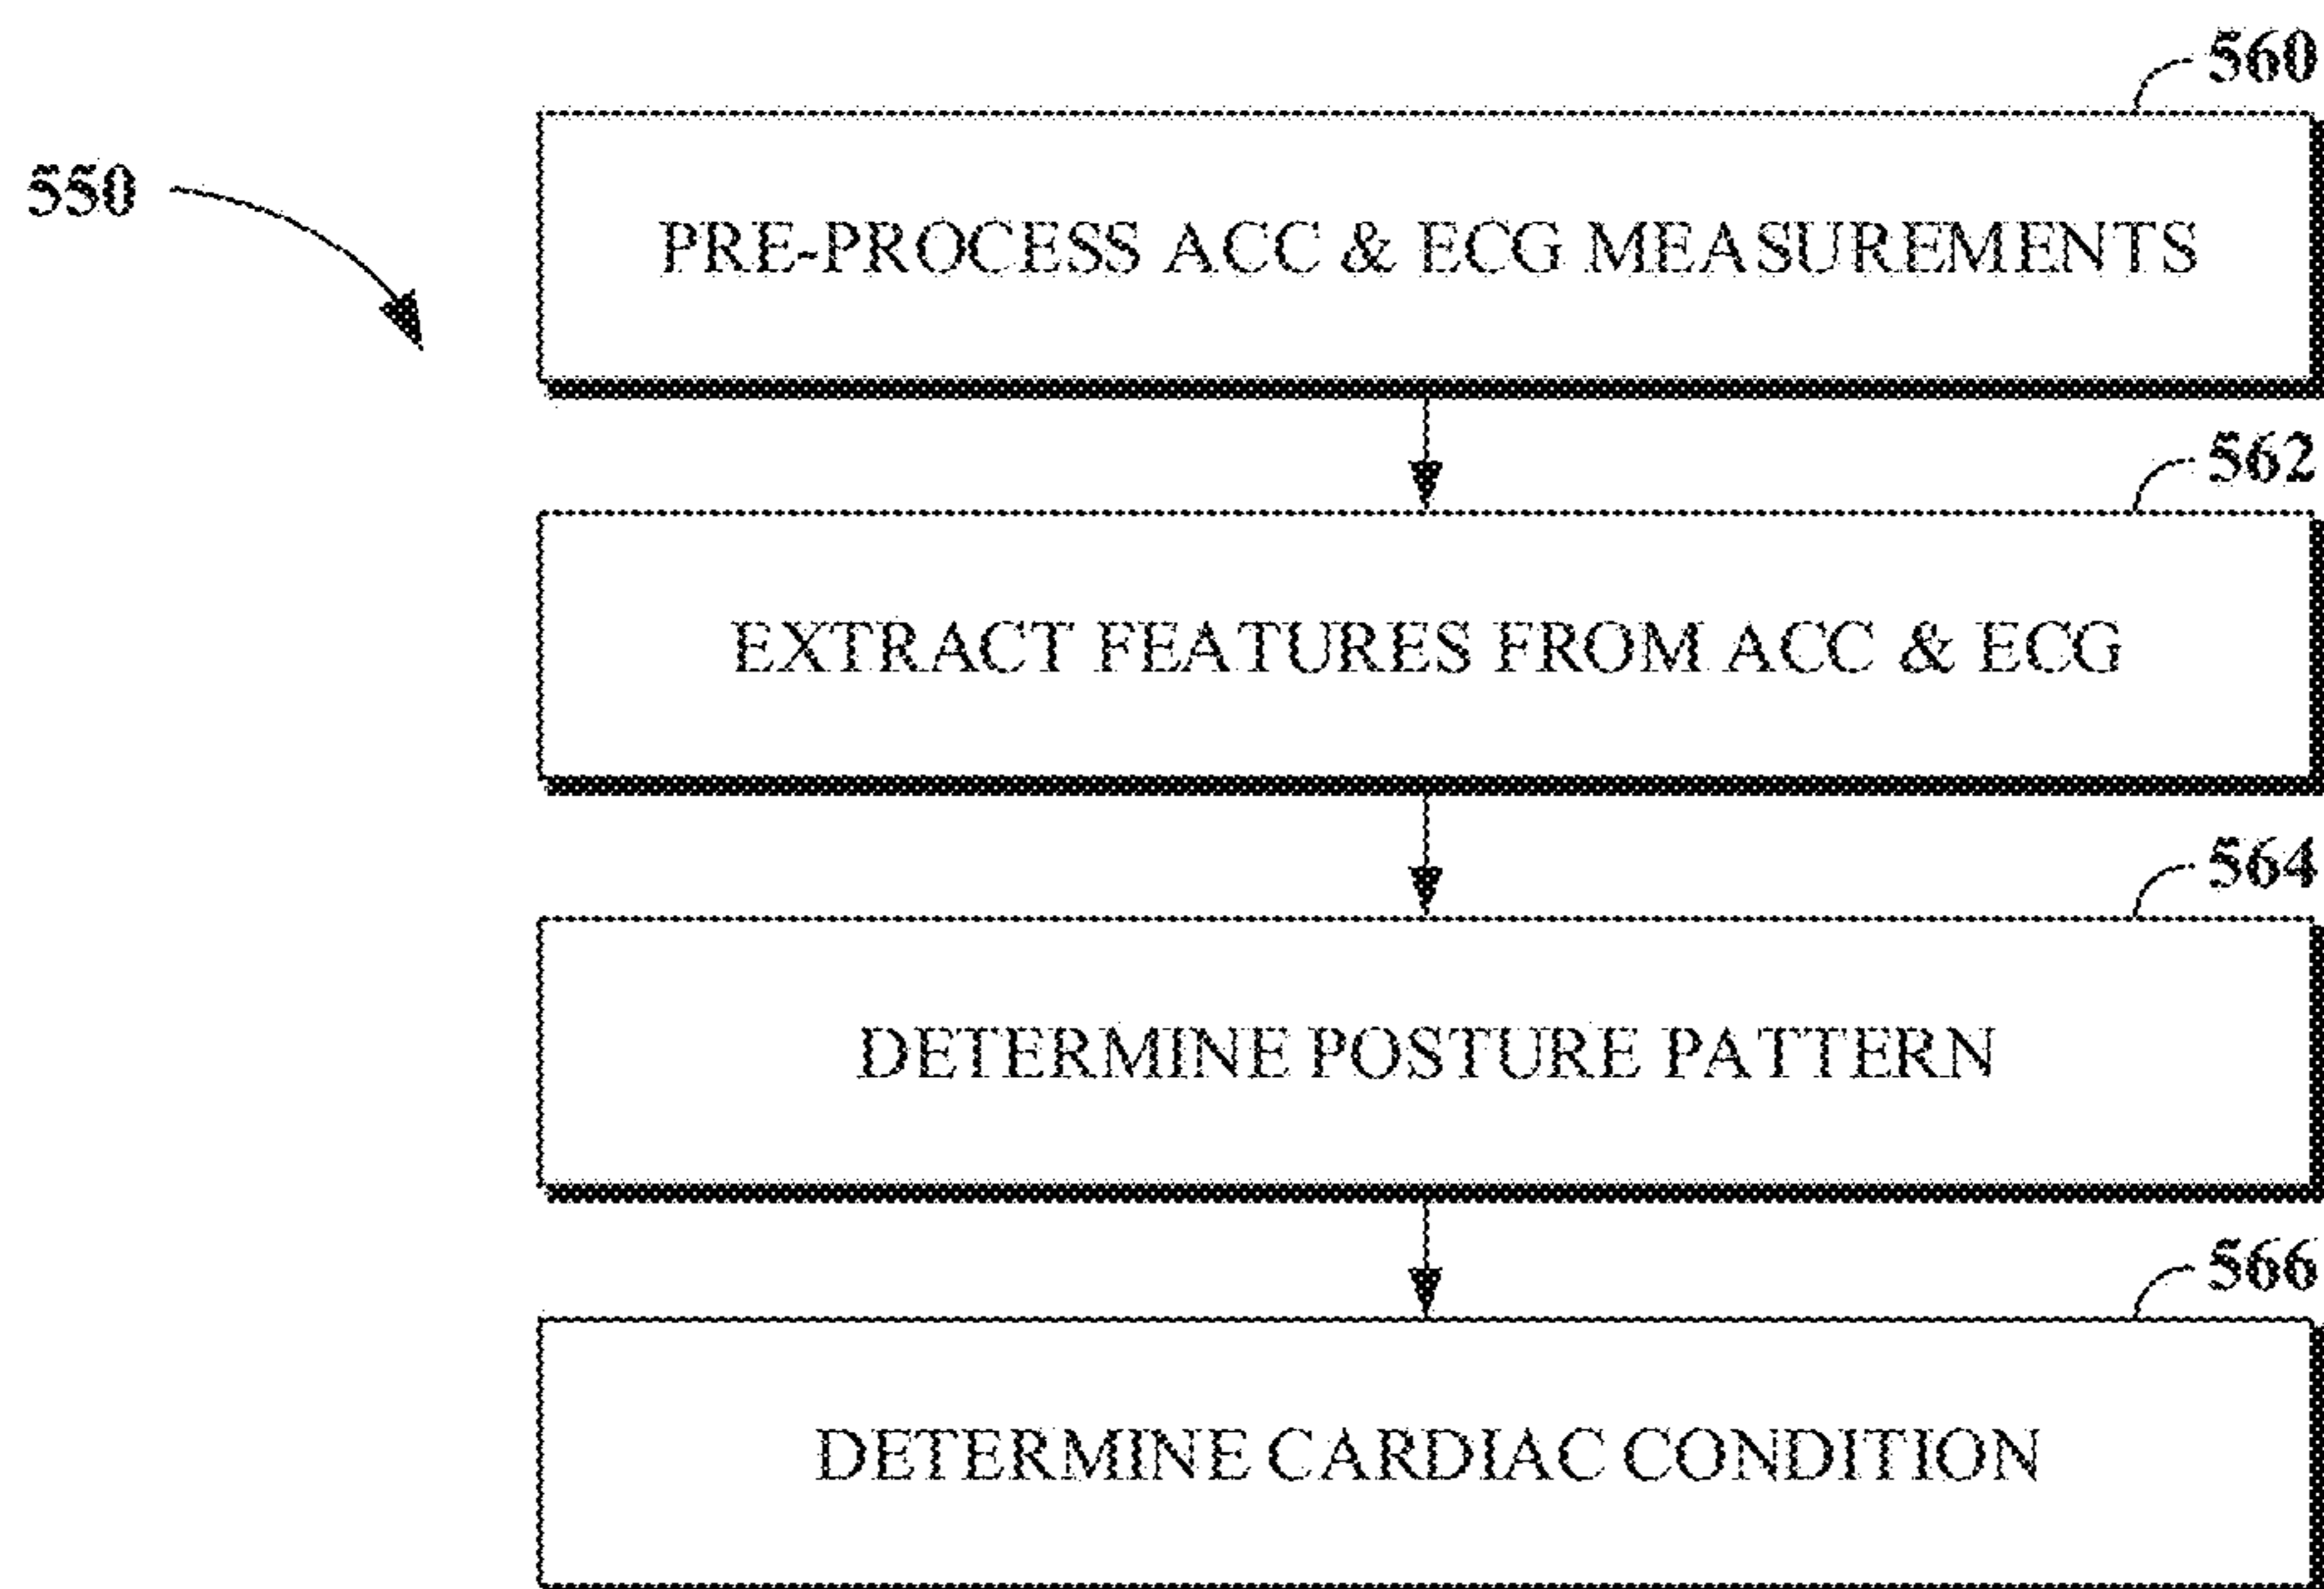 560
550
PRE-PROCESS ACC & ECG MEASUREMENTS
562
EXTRACT FEATURES FROM ACC & ECG
564
DETERMINE POSTURE PATTERN
566
DETERMINE CARDIAC CONDITION